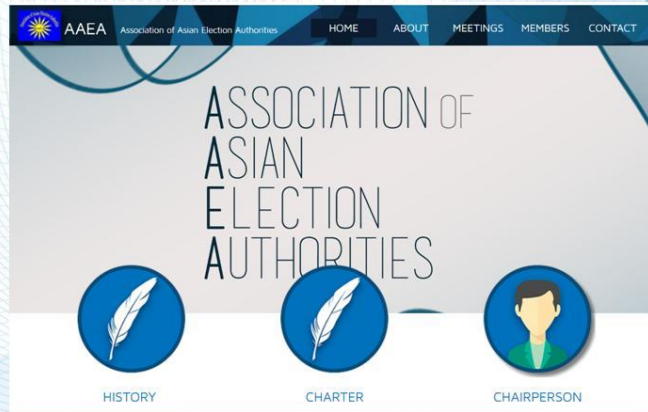 AAEA Association of Asian Election Authorities HOME ABOUT MEETINGS MEMBERS CONTACT
ASSOCIATION OF
ASIAN
ELECTION
AUTHORITIES
HISTORY CHARTER CHAIRPERSON